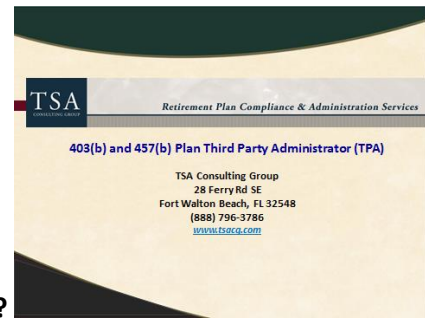 TSA
CONSULTING GROUP
Retirement Plan Compliance & Administration Services
403(b) and 457(b) Plan Third Party Administrator (TPA)
TSA Consulting Group
28 Ferry Rd SE
Fort Walton Beach, FL 32548
(888) 796-3786
www.tsacg.com
?